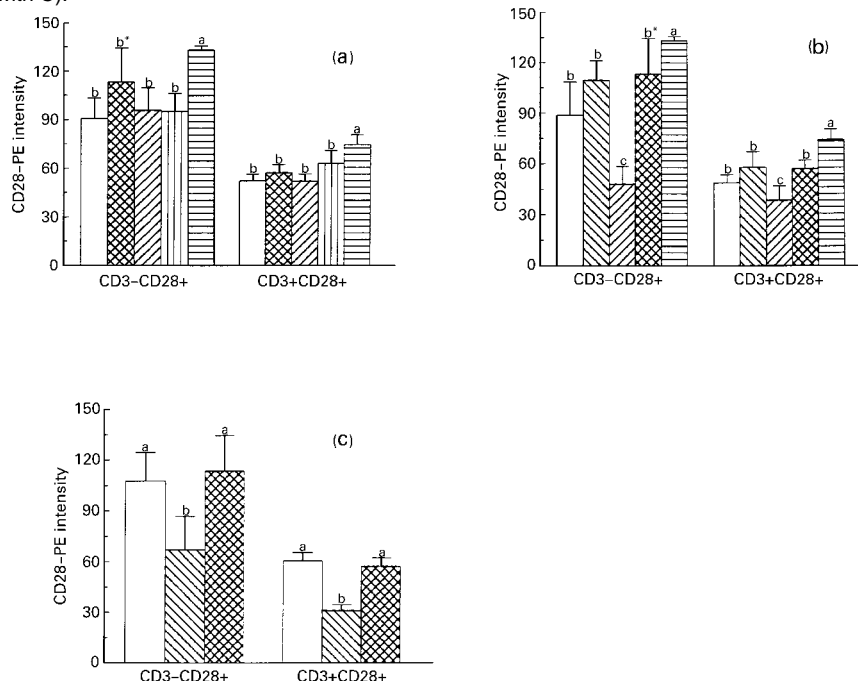 with C).
(a)
150
120
90
60
30
0
CD28–PE intensity
b
b*
b
b
a
b
b
b
b
a
CD3–CD28+
CD3+CD28+
(b)
150
120
90
60
30
0
CD28–PE intensity
b
b
c
b*
a
b
b
c
b
a
CD3–CD28+
CD3+CD28+
(c)
150
120
90
60
30
0
CD28–PE intensity
a
b
a
a
b
a
CD3–CD28+
CD3+CD28+